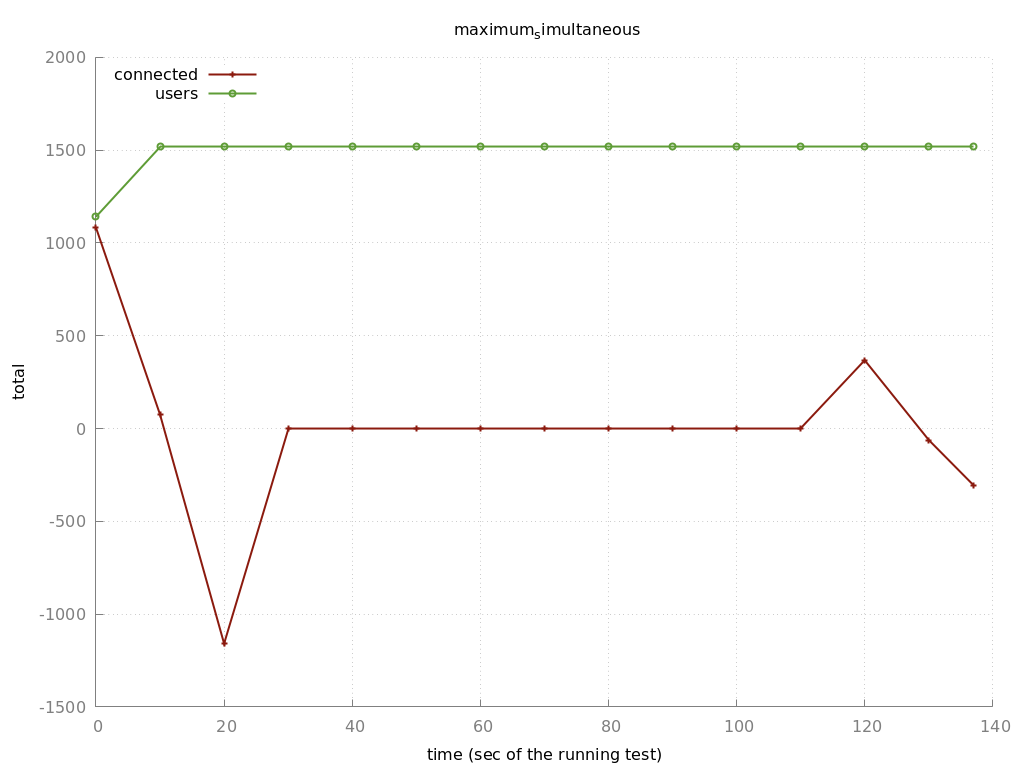 maximumsimultaneous
2000
connected
users
1500
1000
500
0
-500
-1000
-1500
total
0 20 40 60 80 100 120 140
time (sec of the running test)